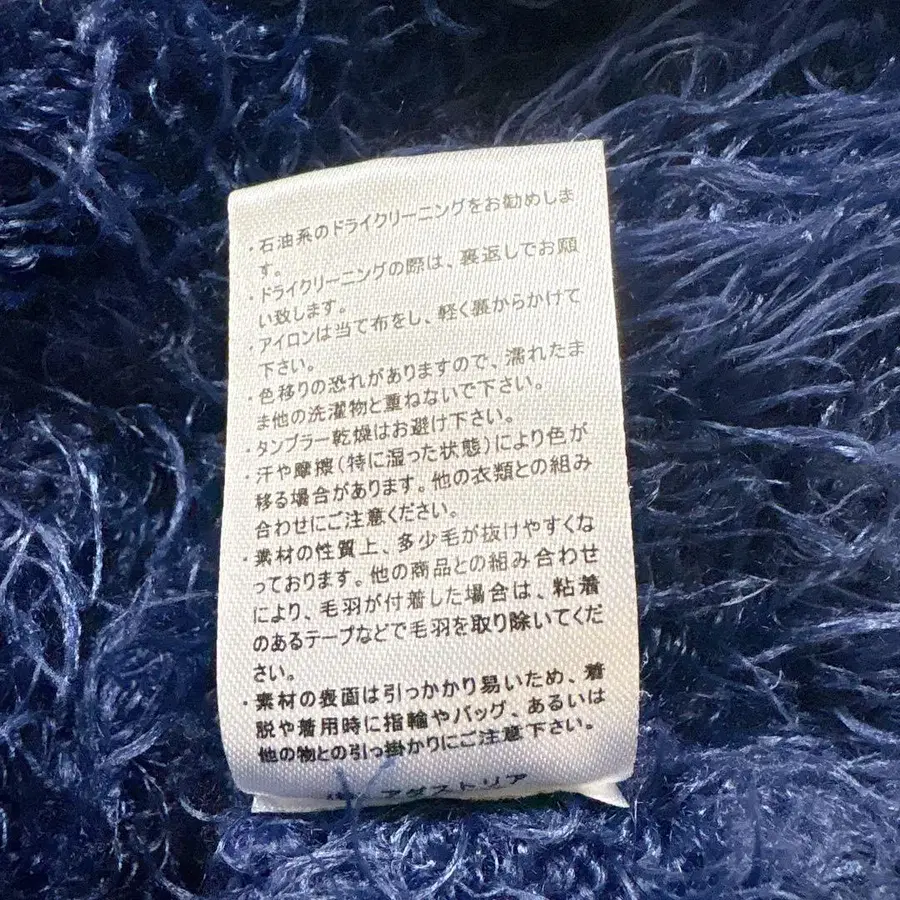 ・石油系のドライクリーニングをお勧めしま
す。
・ドライクリーニングの際は、裏返しでお願
い致します。
・アイロンは当て布をし、軽く裏からかけて
下さい。
・色移りの恐れがありますので、濡れたま
ま他の洗濯物と重ねないで下さい。
・タンブラー乾燥はお避け下さい。
・汗や摩擦（特に湿った状態）により色が
移る場合があります。他の衣類との組み
合わせにご注意ください。
・素材の性質上、多少毛が抜けやすくな
っております。他の商品との組み合わせ
により、毛羽が付着した場合は、粘着
のあるテープなどで毛羽を取り除いてくだ
さい。
・素材の表面は引っかかり易いため、着
脱や着用時に指輪やバッグ、あるいは
他の物との引っ掛かりにご注意下さい。
アダストリア